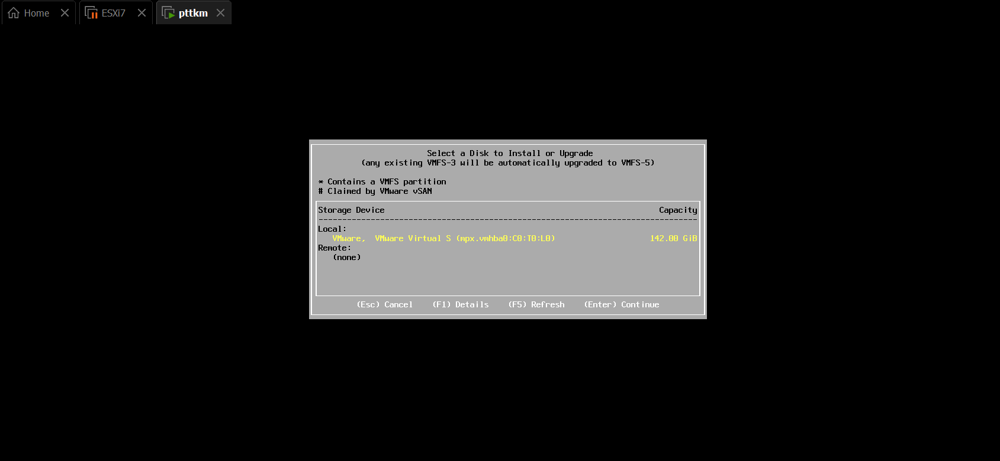 Home ESXi7 pttkm
Select a Disk to Install or Upgrade
(any existing VMFS-3 will be automatically upgraded to VMFS-5)
* Contains a VMFS partition
# Claimed by VMware vSAN
Storage Device Capacity
--------------------------------------------------------------------------------
Local:
VMware,  VMware Virtual S (mpx.vmhba0:C0:T0:L0) 142.00 GiB
Remote:
(none)
(Esc) Cancel (F1) Details (F5) Refresh (Enter) Continue